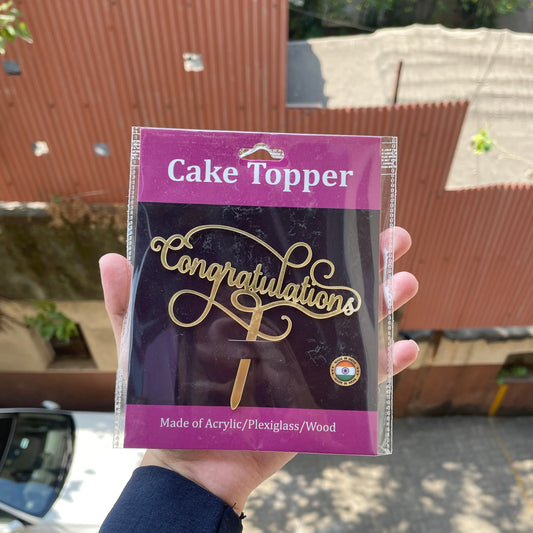 Cake Topper
Congratulations
Made of Acrylic/Plexiglass/Wood